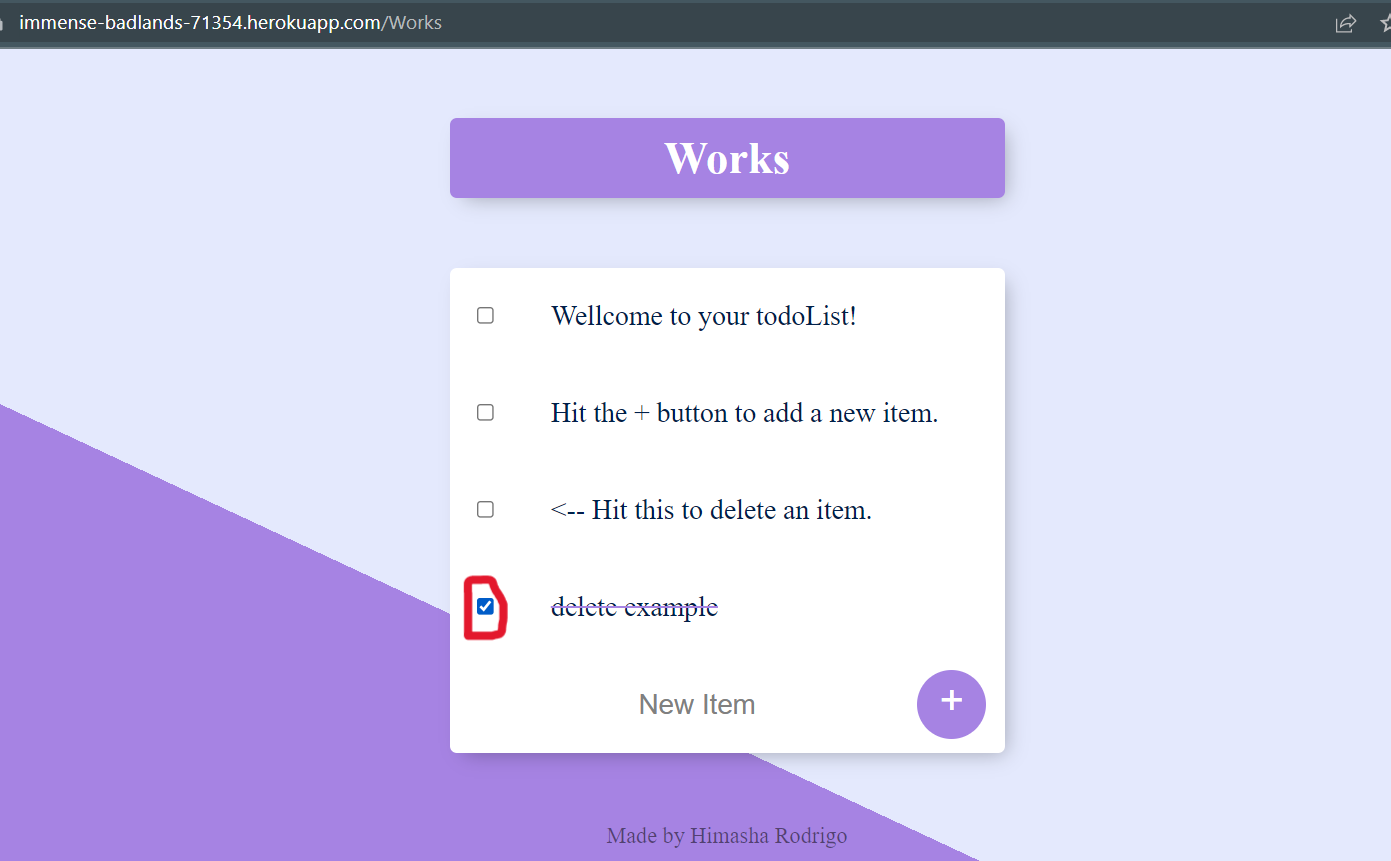 immense-badlands-71354.herokuapp.com/Works
Works
Wellcome to your todoList!
Hit the + button to add a new item.
<-- Hit this to delete an item.
delete example
New Item
+
Made by Himasha Rodrigo